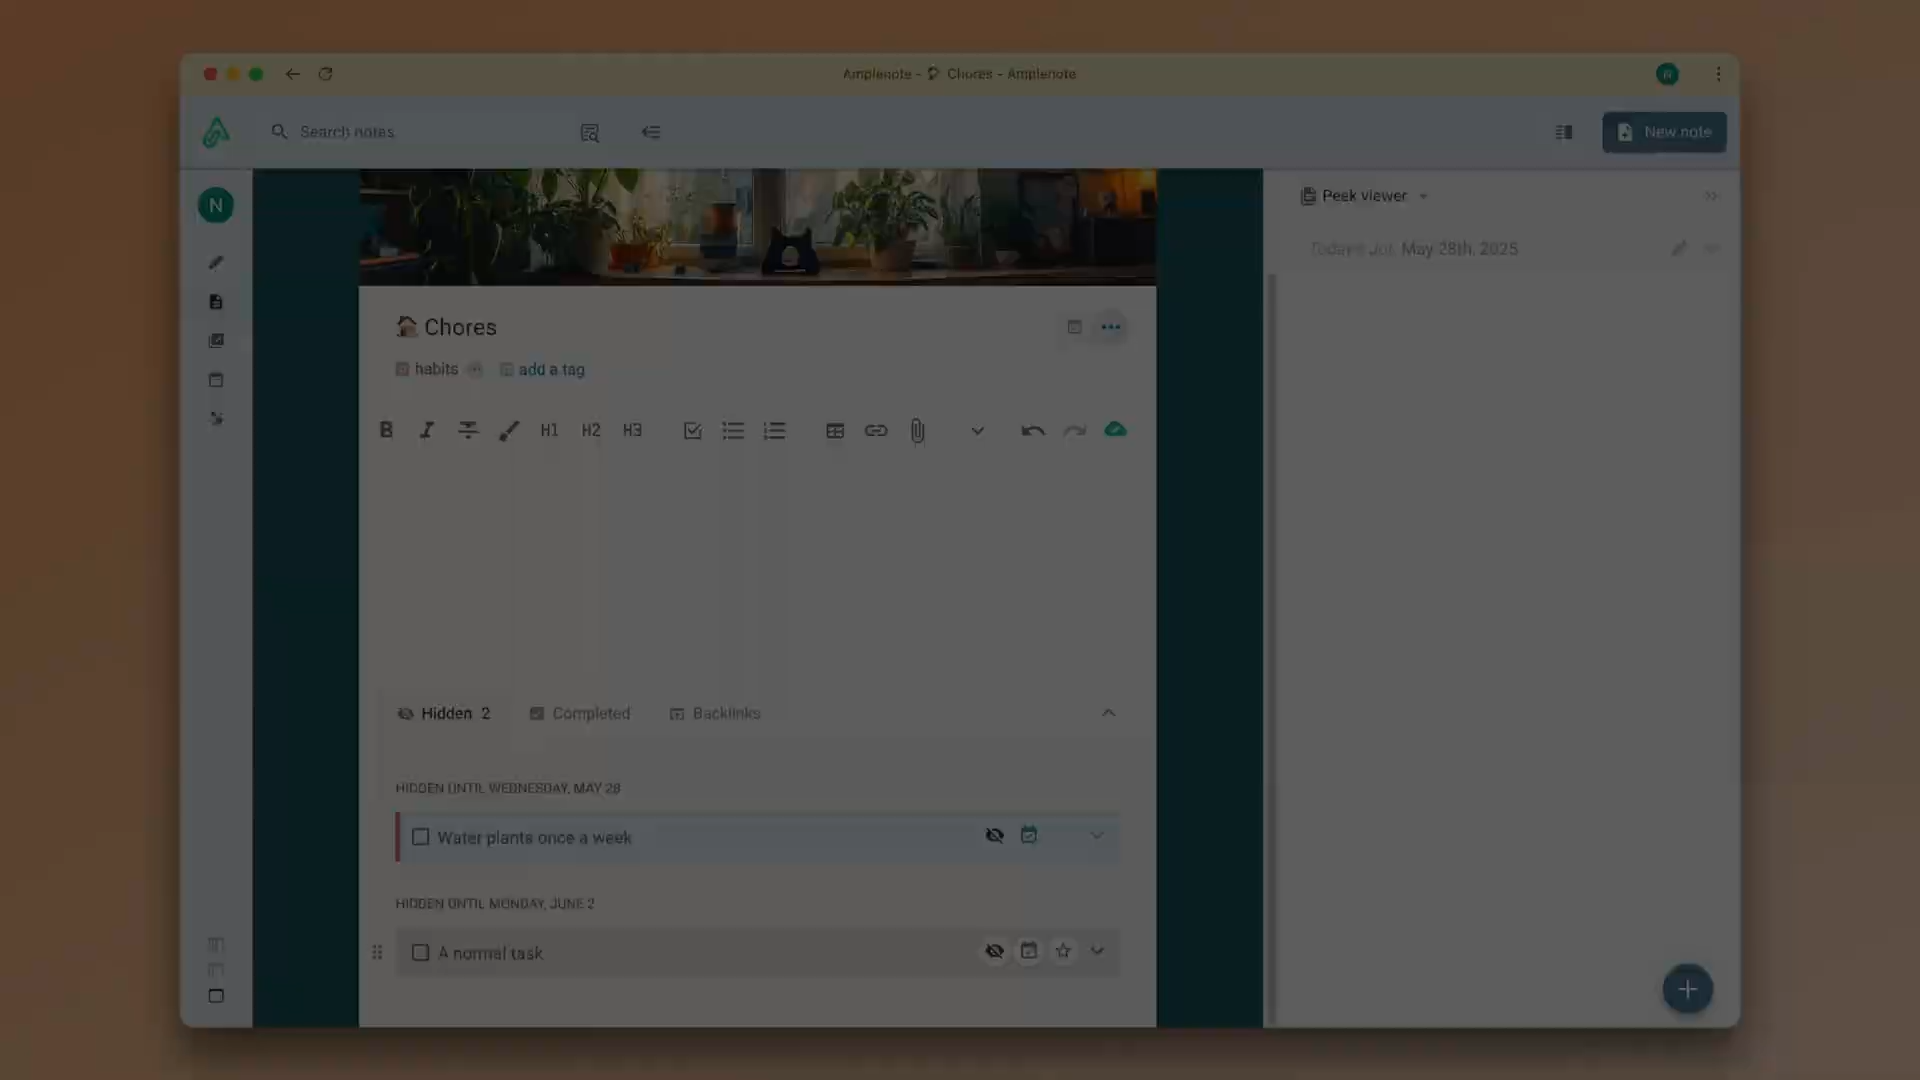 Amplenote - Chores - Amplenote
N
Search notes
New note
N
Peek viewer
May 28th, 2025
Chores
habits
add a tag
B I H1 H2 H3
Hidden 2
Completed
Backlinks
HIDDEN UNTIL WEDNESDAY, MAY 28
Water plants once a week
HIDDEN UNTIL MONDAY, JUNE 2
A normal task